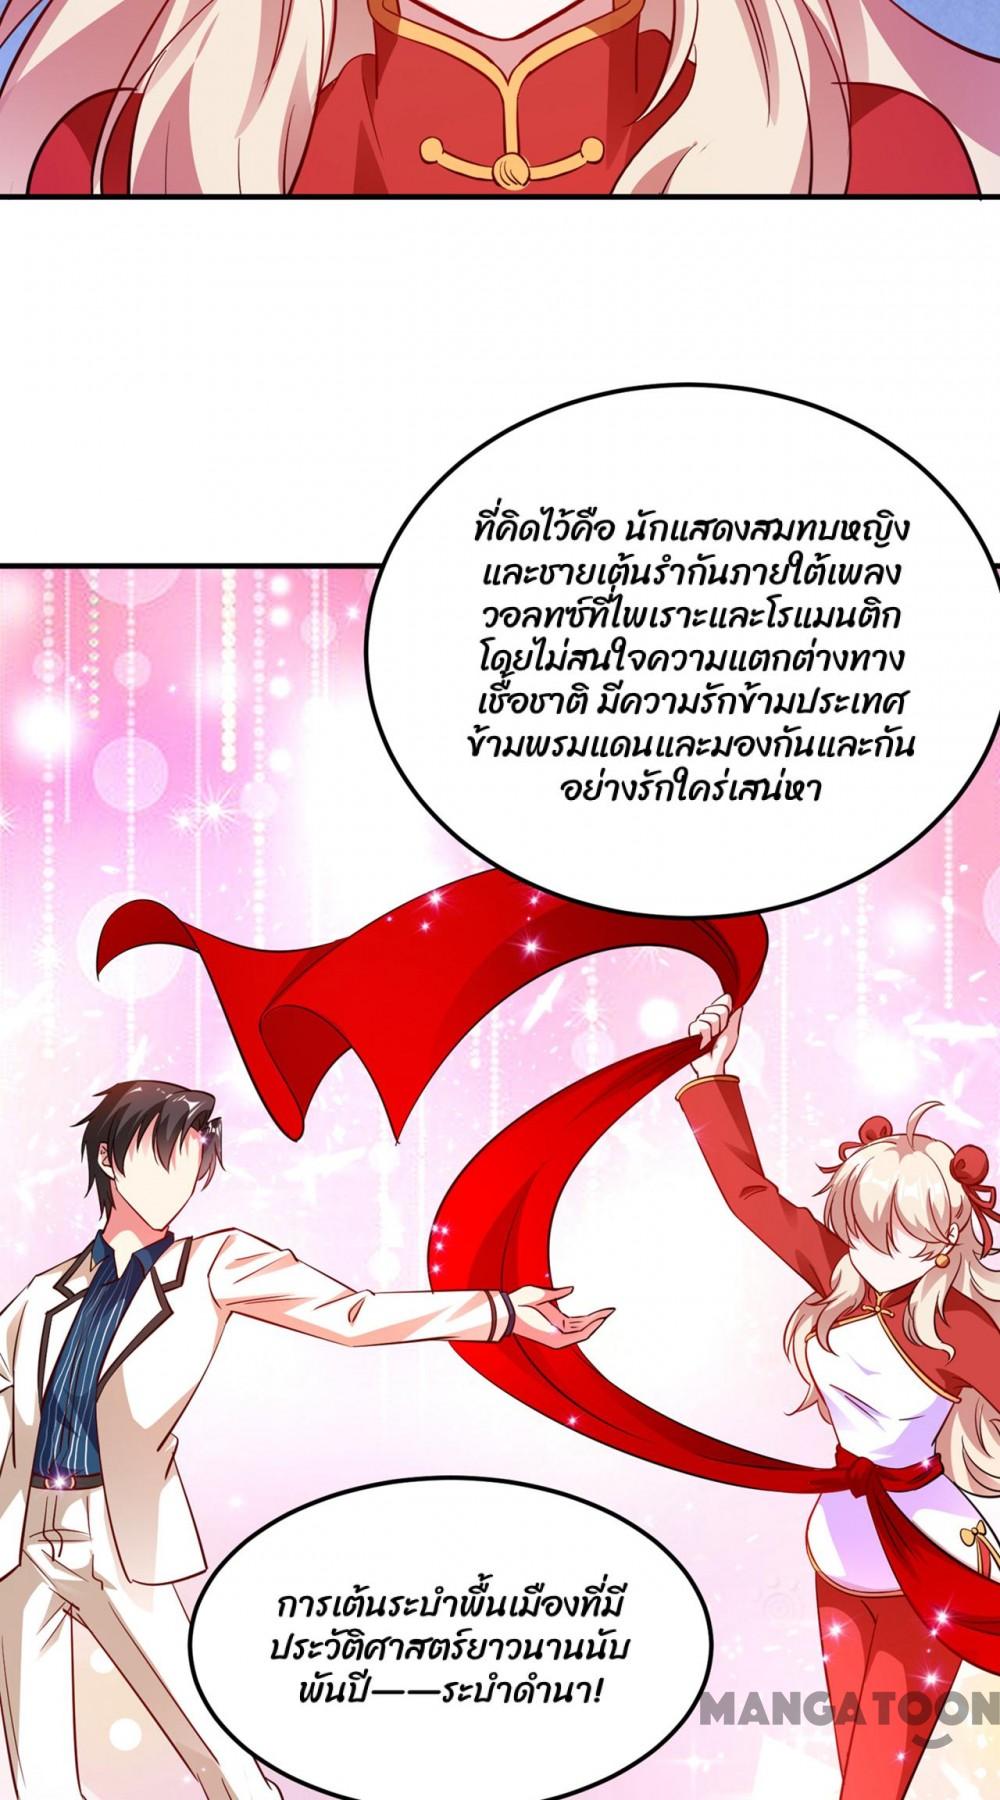 ที่คิดไว้คือ นักแสดงสมทบหญิง
และชายเต้นรำกันภายใต้เพลง
วอลทซ์ที่ไพเราะและโรแมนติก
โดยไม่สนใจความแตกต่างทาง
เชื้อชาติ มีความรักข้ามประเทศ
ข้ามพรมแดนและมองกันและกัน
อย่างรักใคร่เสน่หา
การเต้นระบำพื้นเมืองที่มี
ประวัติศาสตร์ยาวนานนับ
พันปี——ระบำดำนา!
MANGATOON